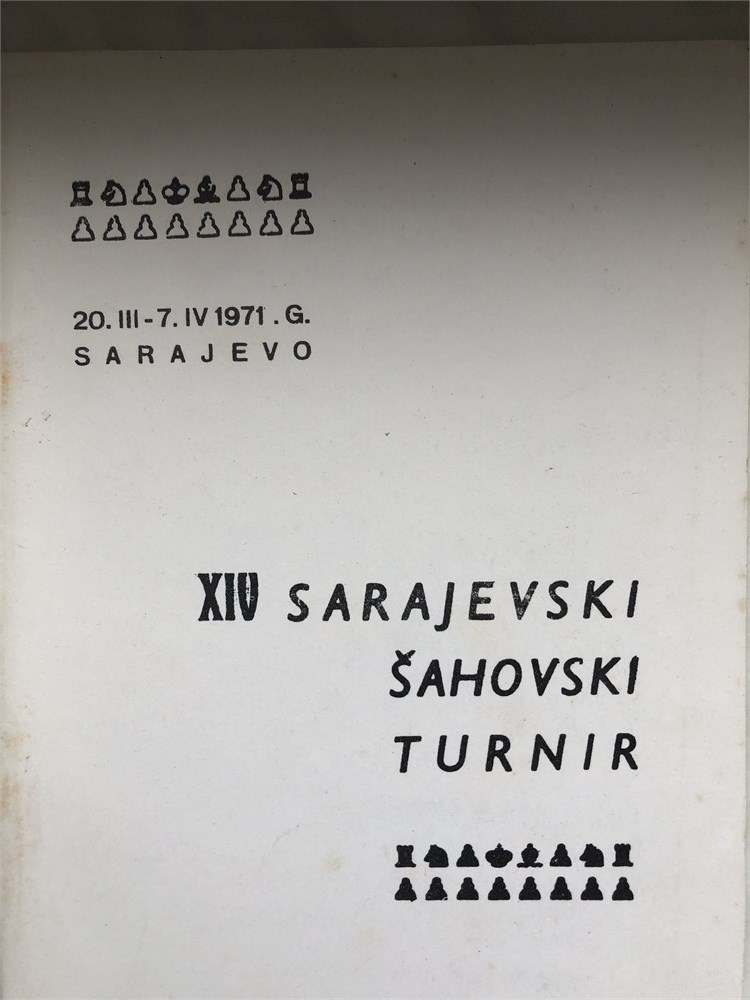 20. III - 7. IV 1971 . G.
SARAJEVO
XIV SARAJEVSKI
ŠAHOVSKI
TURNIR